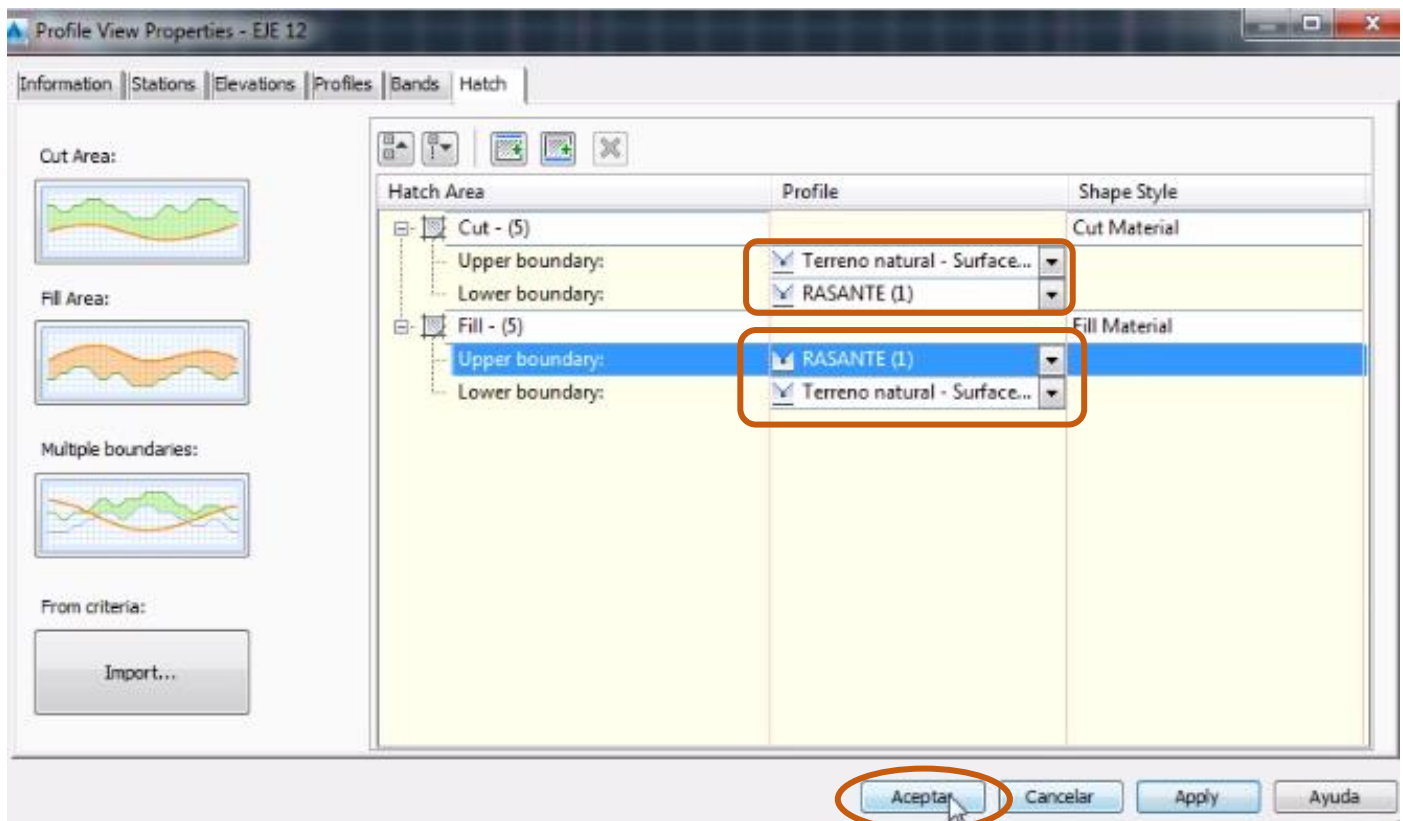 Profile View Properties - EJE 12
Information Stations Elevations Profiles Bands Hatch
Cut Area:
Fill Area:
Multiple boundaries:
From criteria:
Import...
Hatch Area Profile Shape Style
Cut - (5) Cut Material
Upper boundary: Terreno natural - Surface...
Lower boundary: RASANTE (1)
Fill - (5) Fill Material
Upper boundary: RASANTE (1)
Lower boundary: Terreno natural - Surface...
Aceptar Cancelar Apply Ayuda